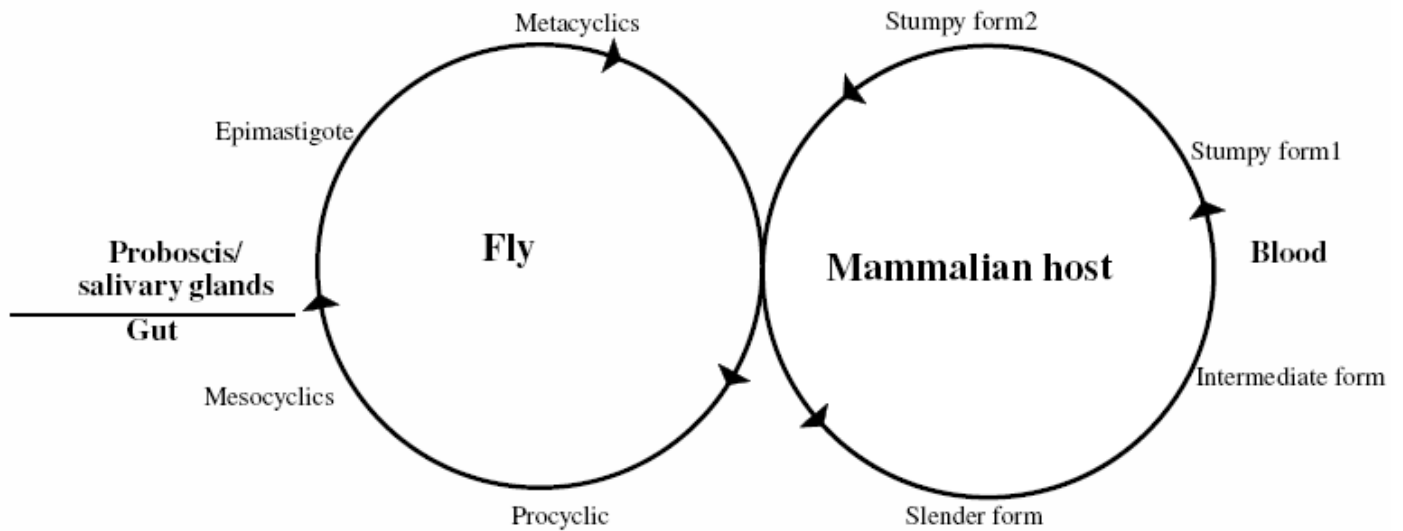 Metacyclics
Stumpy form2
Epimastigote
Stumpy form1
Proboscis/
salivary glands
Fly
Mammalian host
Blood
Gut
Mesocyclics
Intermediate form
Procyclic
Slender form